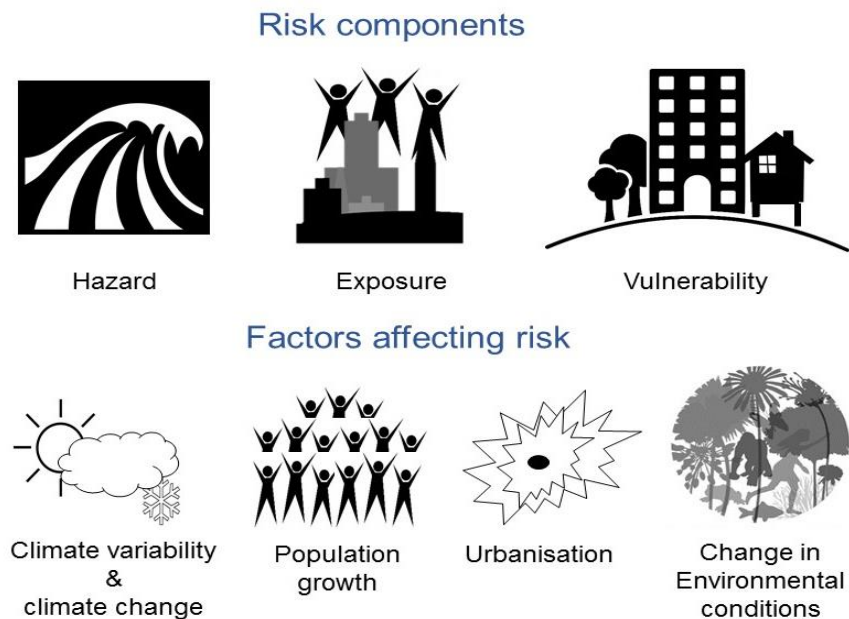 Risk components
Hazard
Exposure
Vulnerability
Factors affecting risk
Climate variability
&
climate change
Population
growth
Urbanisation
Change in
Environmental
conditions